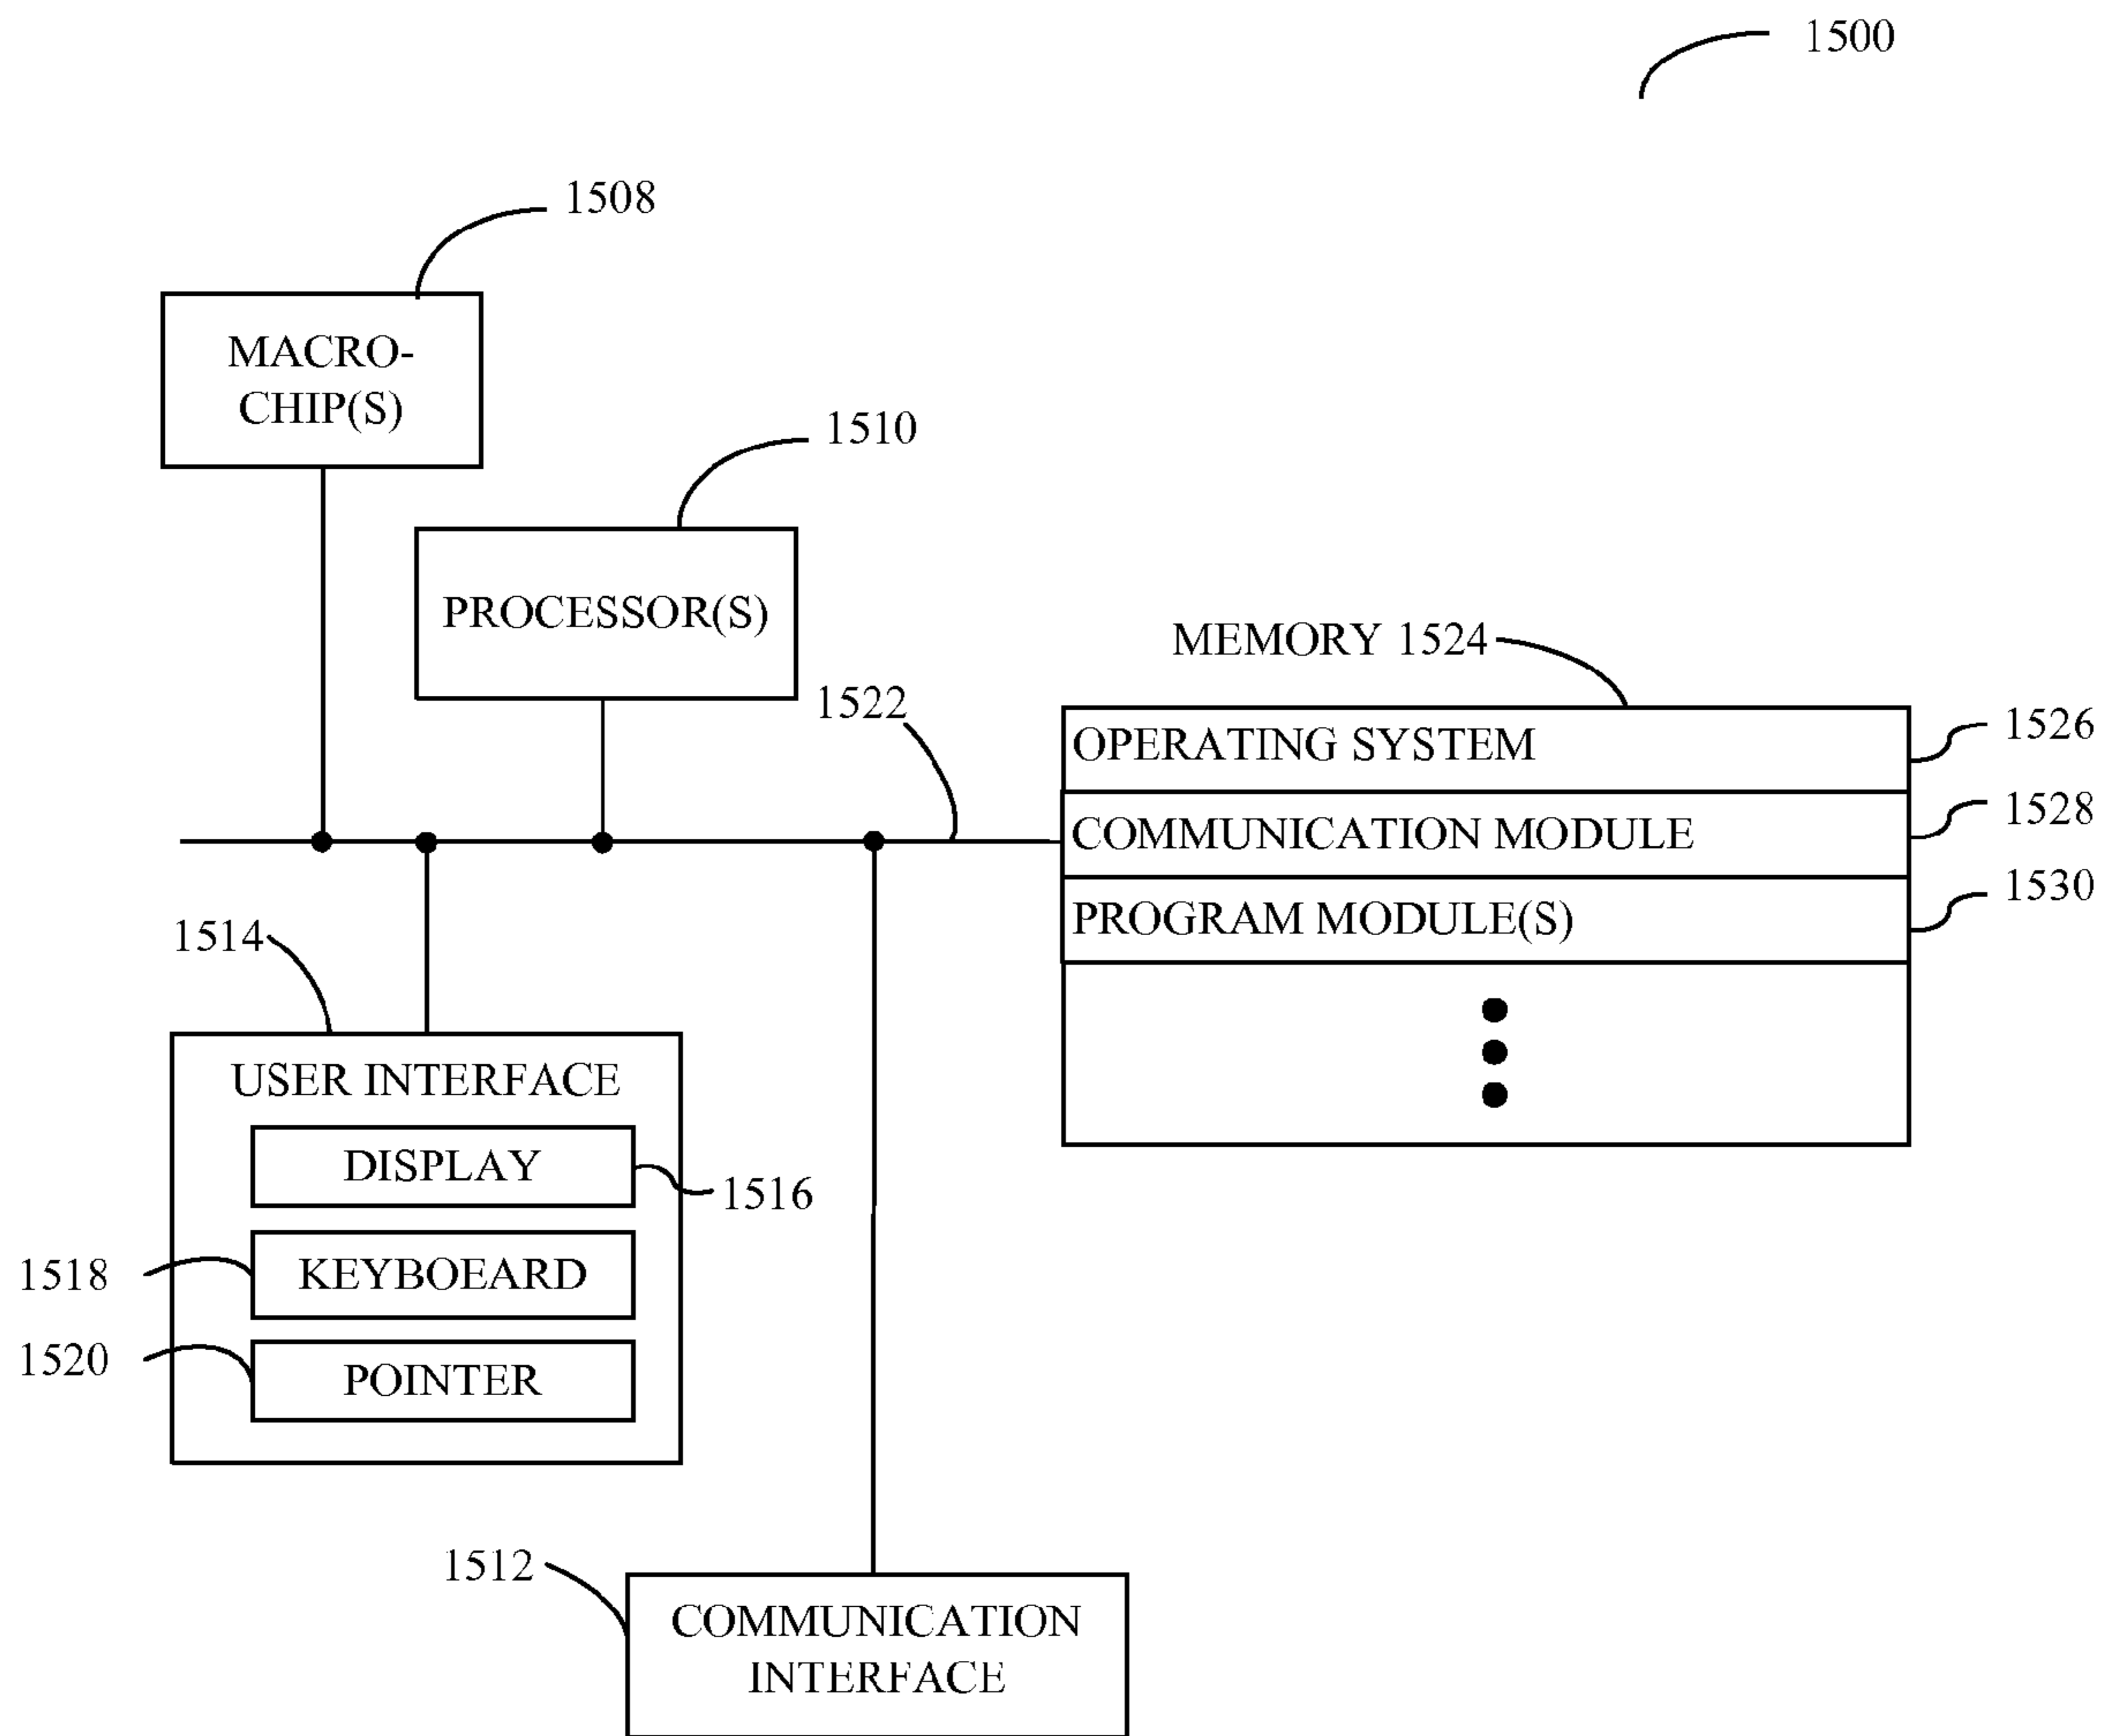 1500
1508
MACRO-
CHIP(S)
1510
PROCESSOR(S)
MEMORY 1524
1522
OPERATING SYSTEM
1526
COMMUNICATION MODULE
1528
PROGRAM MODULE(S)
1530
1514
USER INTERFACE
DISPLAY
1516
1518
KEYBOEARD
1520
POINTER
1512
COMMUNICATION
INTERFACE